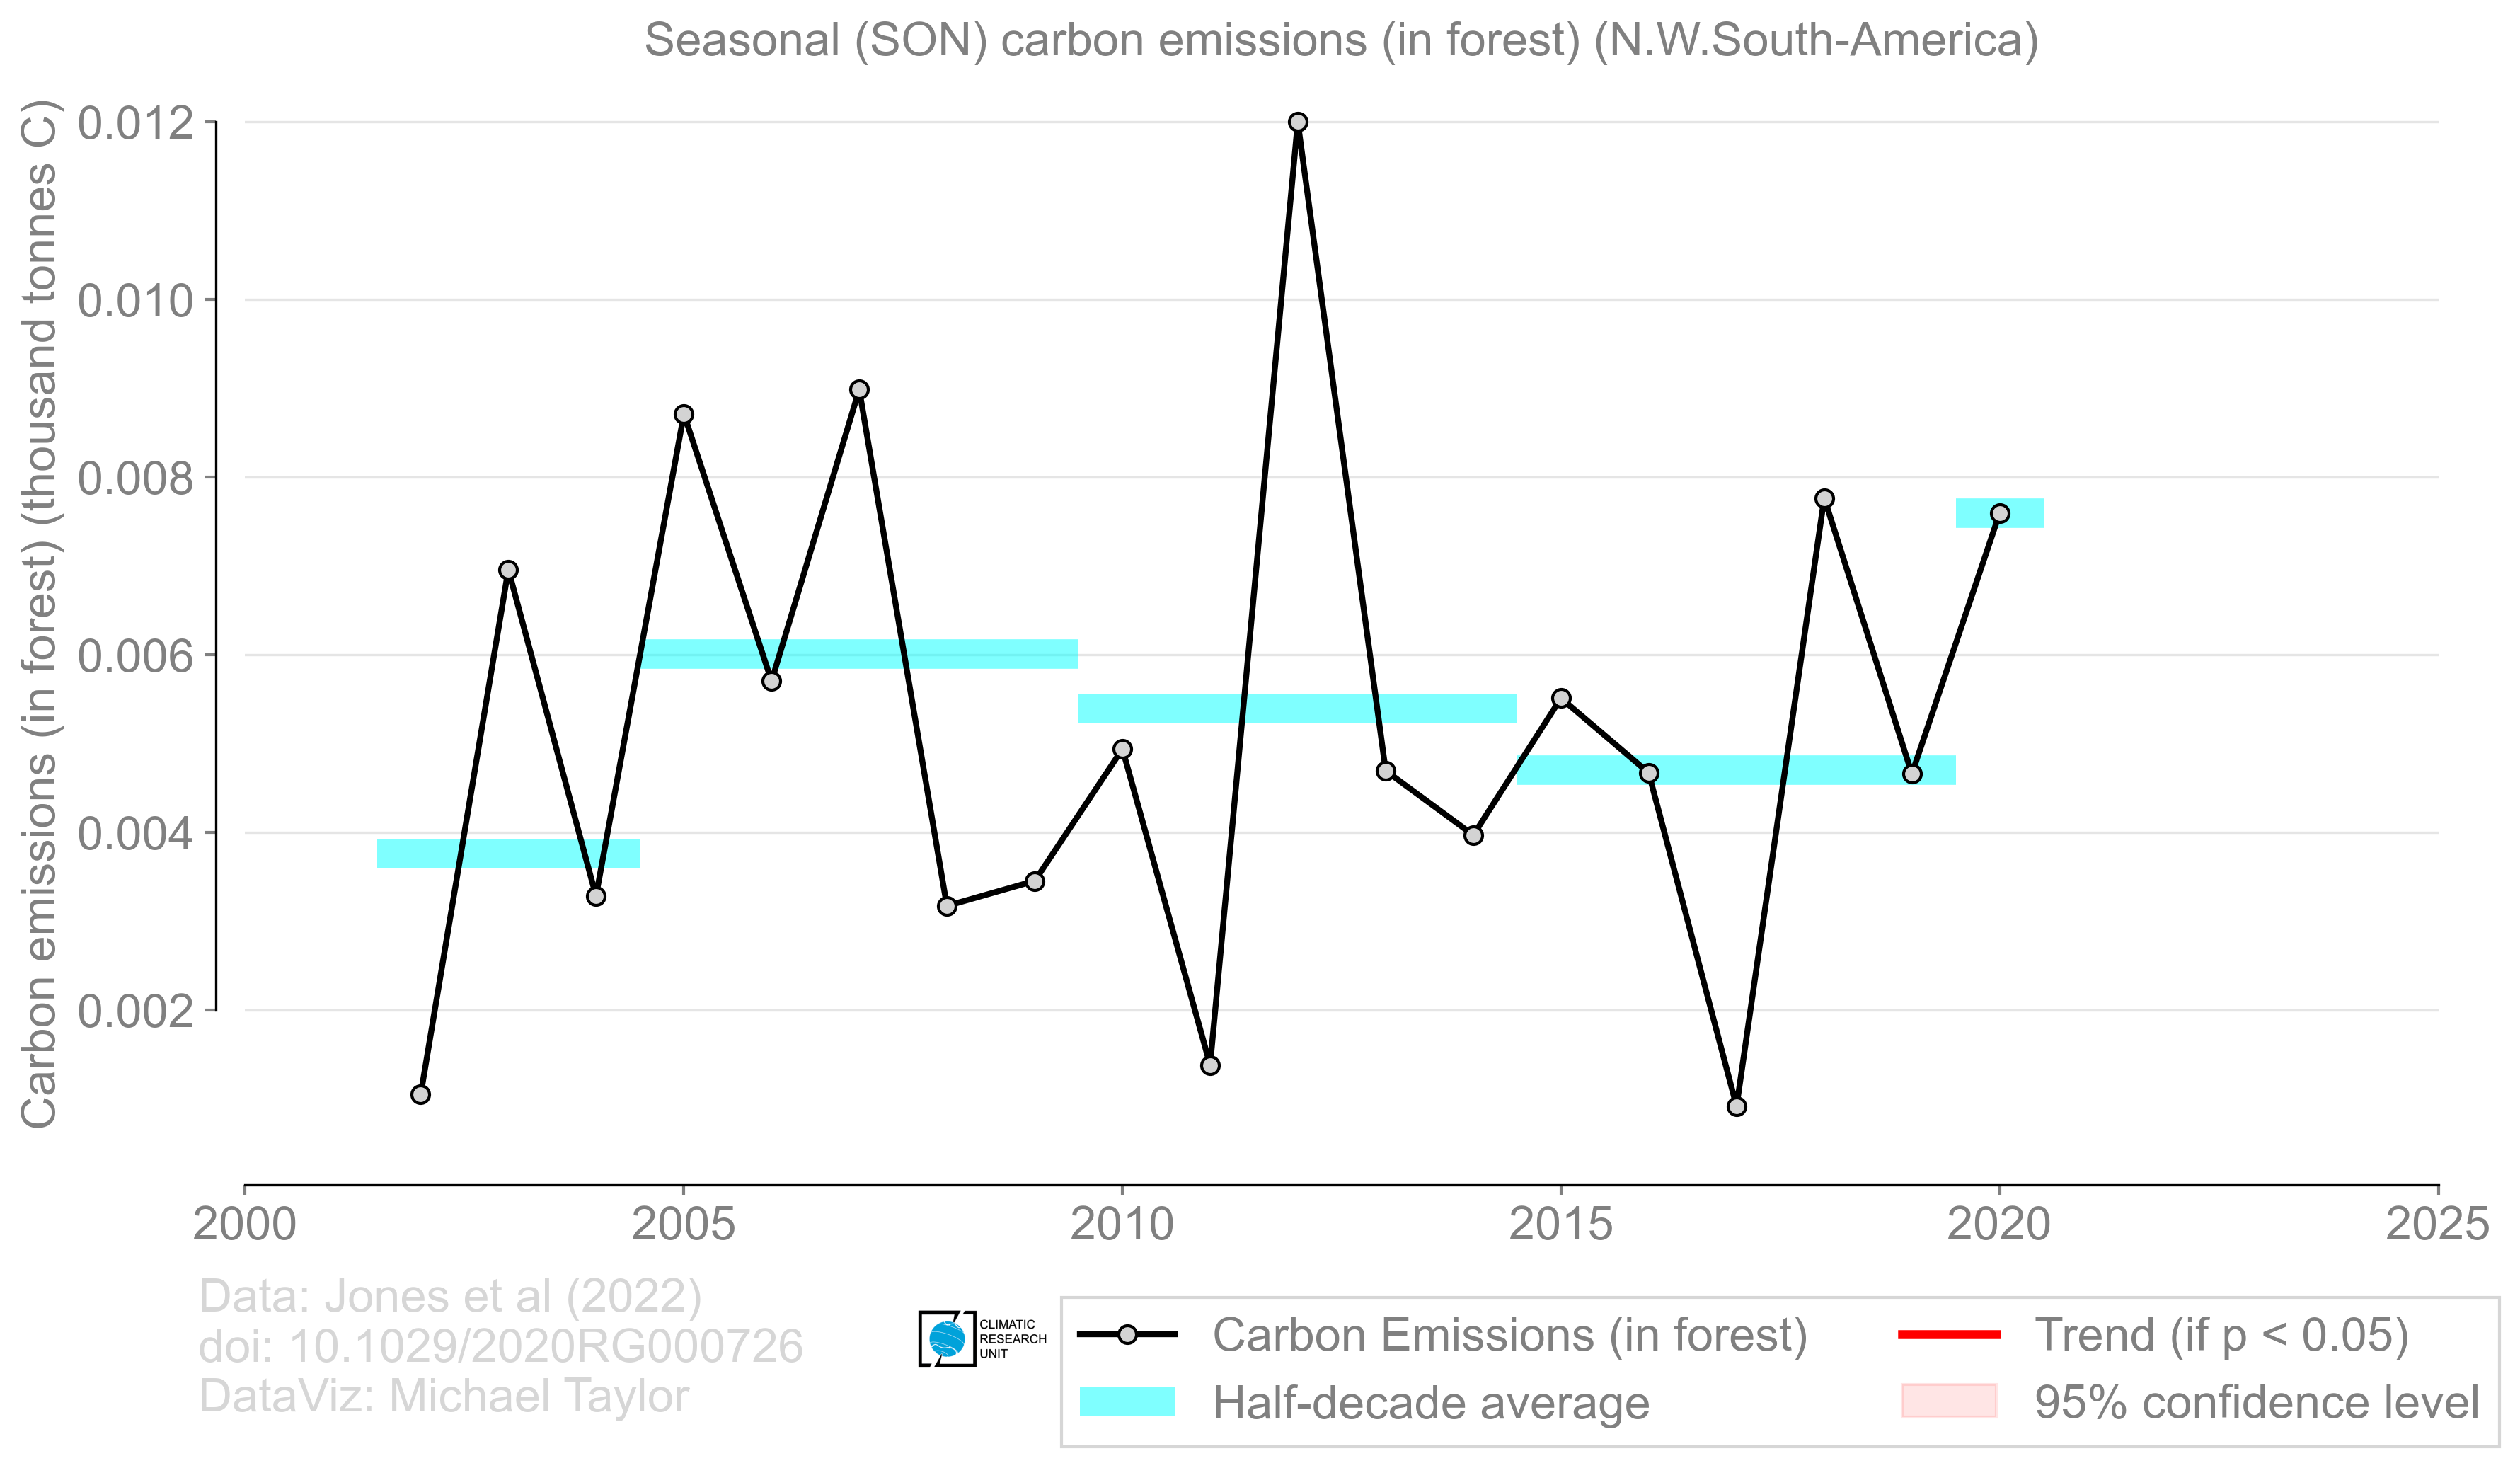 Seasonal (SON) carbon emissions (in forest) (N.W.South-America)
Carbon emissions (in forest) (thousand tonnes C)
0.012
0.010
0.008
0.006
0.004
0.002
2000 2005 2010 2015 2020 2025
Data: Jones et al (2022)
doi: 10.1029/2020RG000726
DataViz: Michael Taylor
CLIMATIC
RESEARCH
UNIT
Carbon Emissions (in forest)
Half-decade average
Trend (if p < 0.05)
95% confidence level